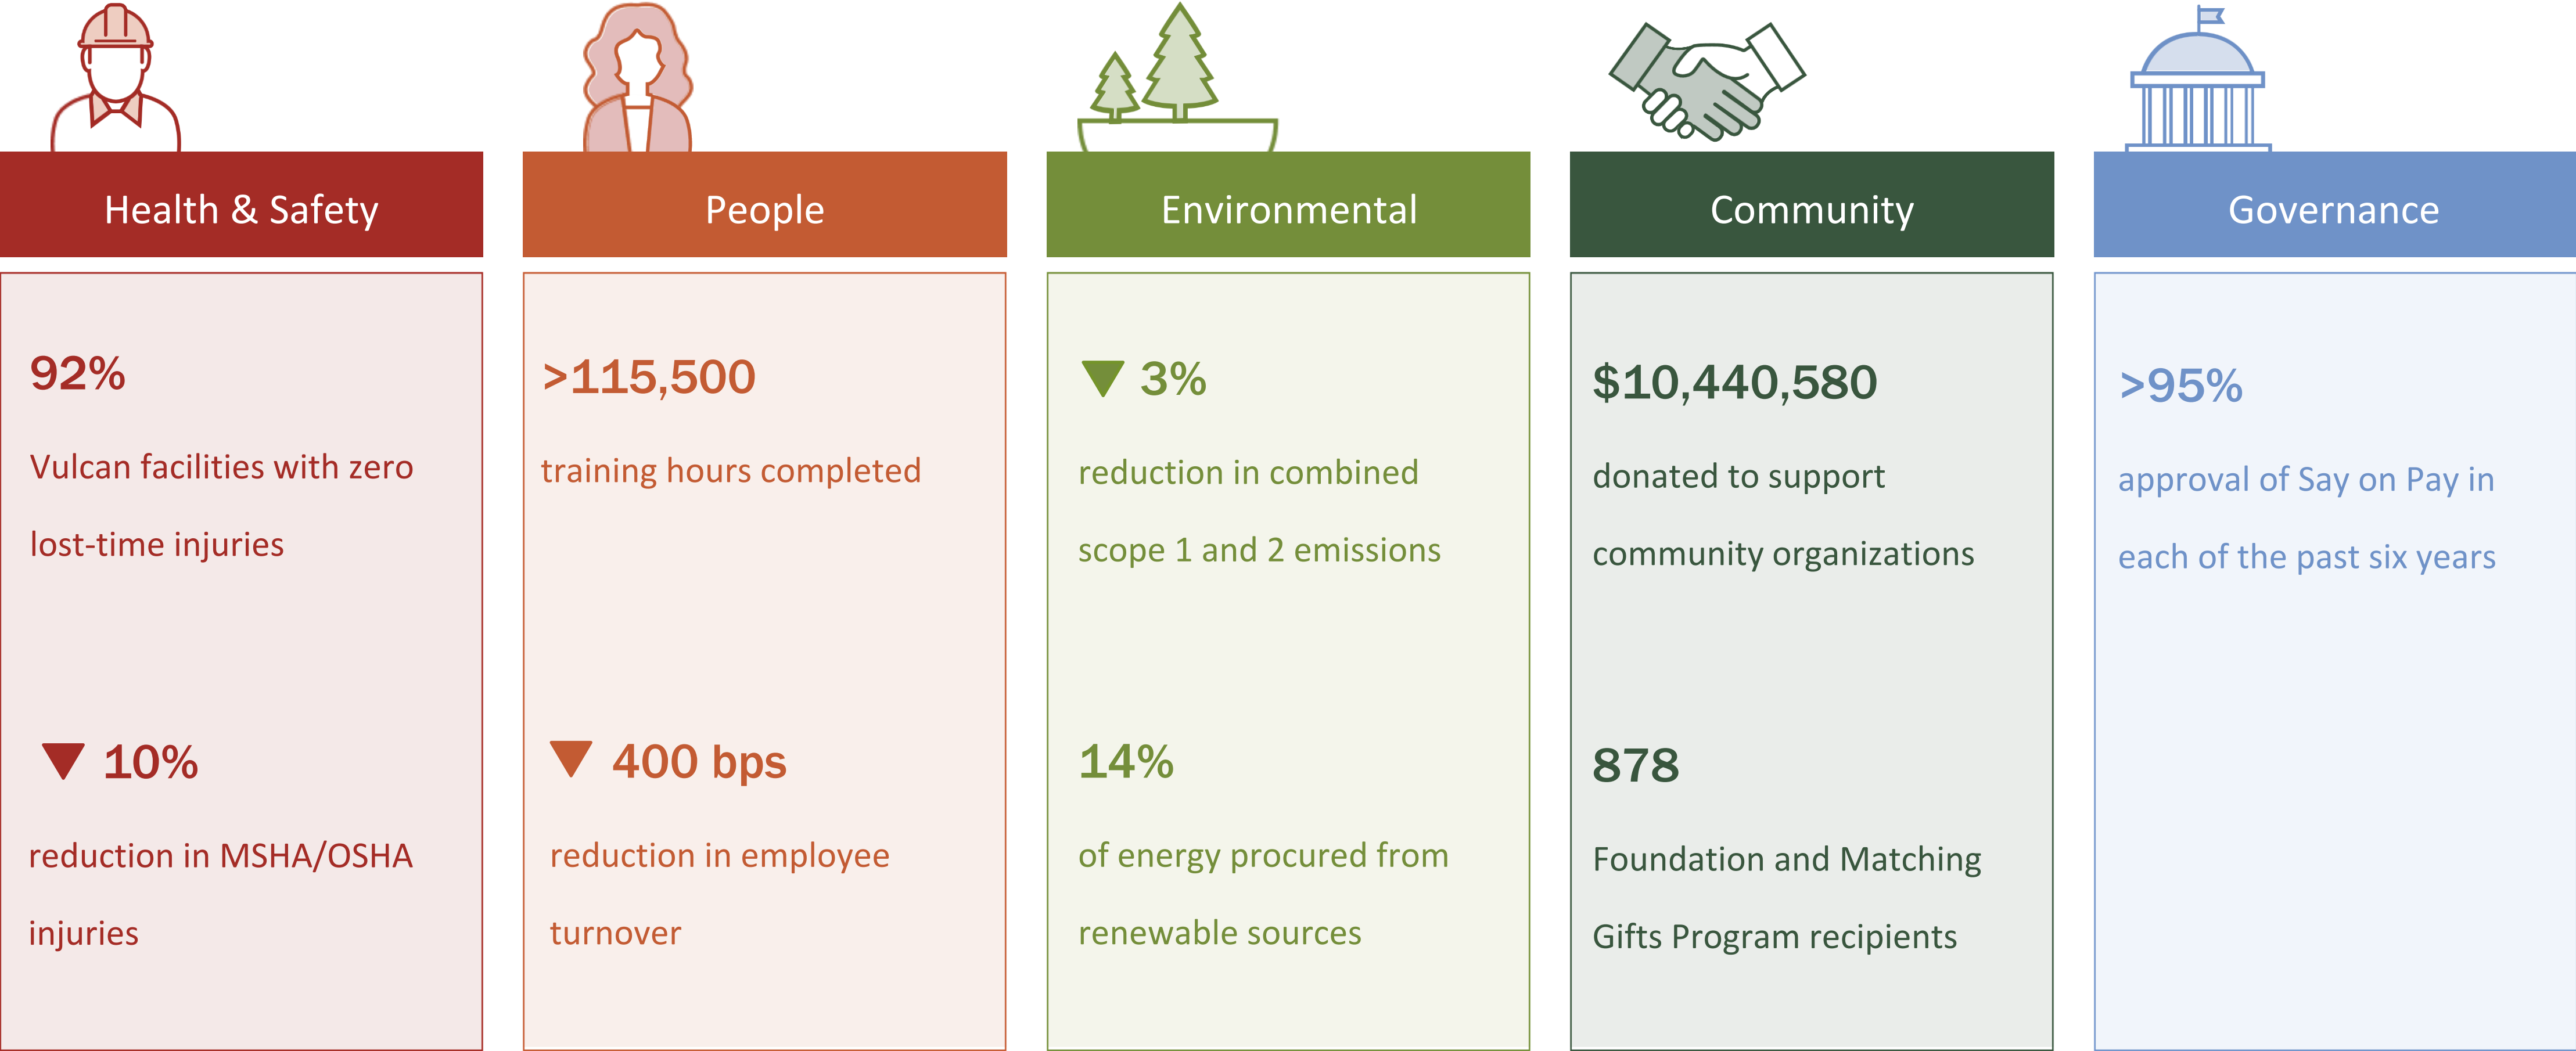 Health & Safety
92%
Vulcan facilities with zero
lost-time injuries
▼ 10%
reduction in MSHA/OSHA
injuries
People
>115,500
training hours completed
▼ 400 bps
reduction in employee
turnover
Environmental
▼ 3%
reduction in combined
scope 1 and 2 emissions
14%
of energy procured from
renewable sources
Community
$10,440,580
donated to support
community organizations
878
Foundation and Matching
Gifts Program recipients
Governance
>95%
approval of Say on Pay in
each of the past six years